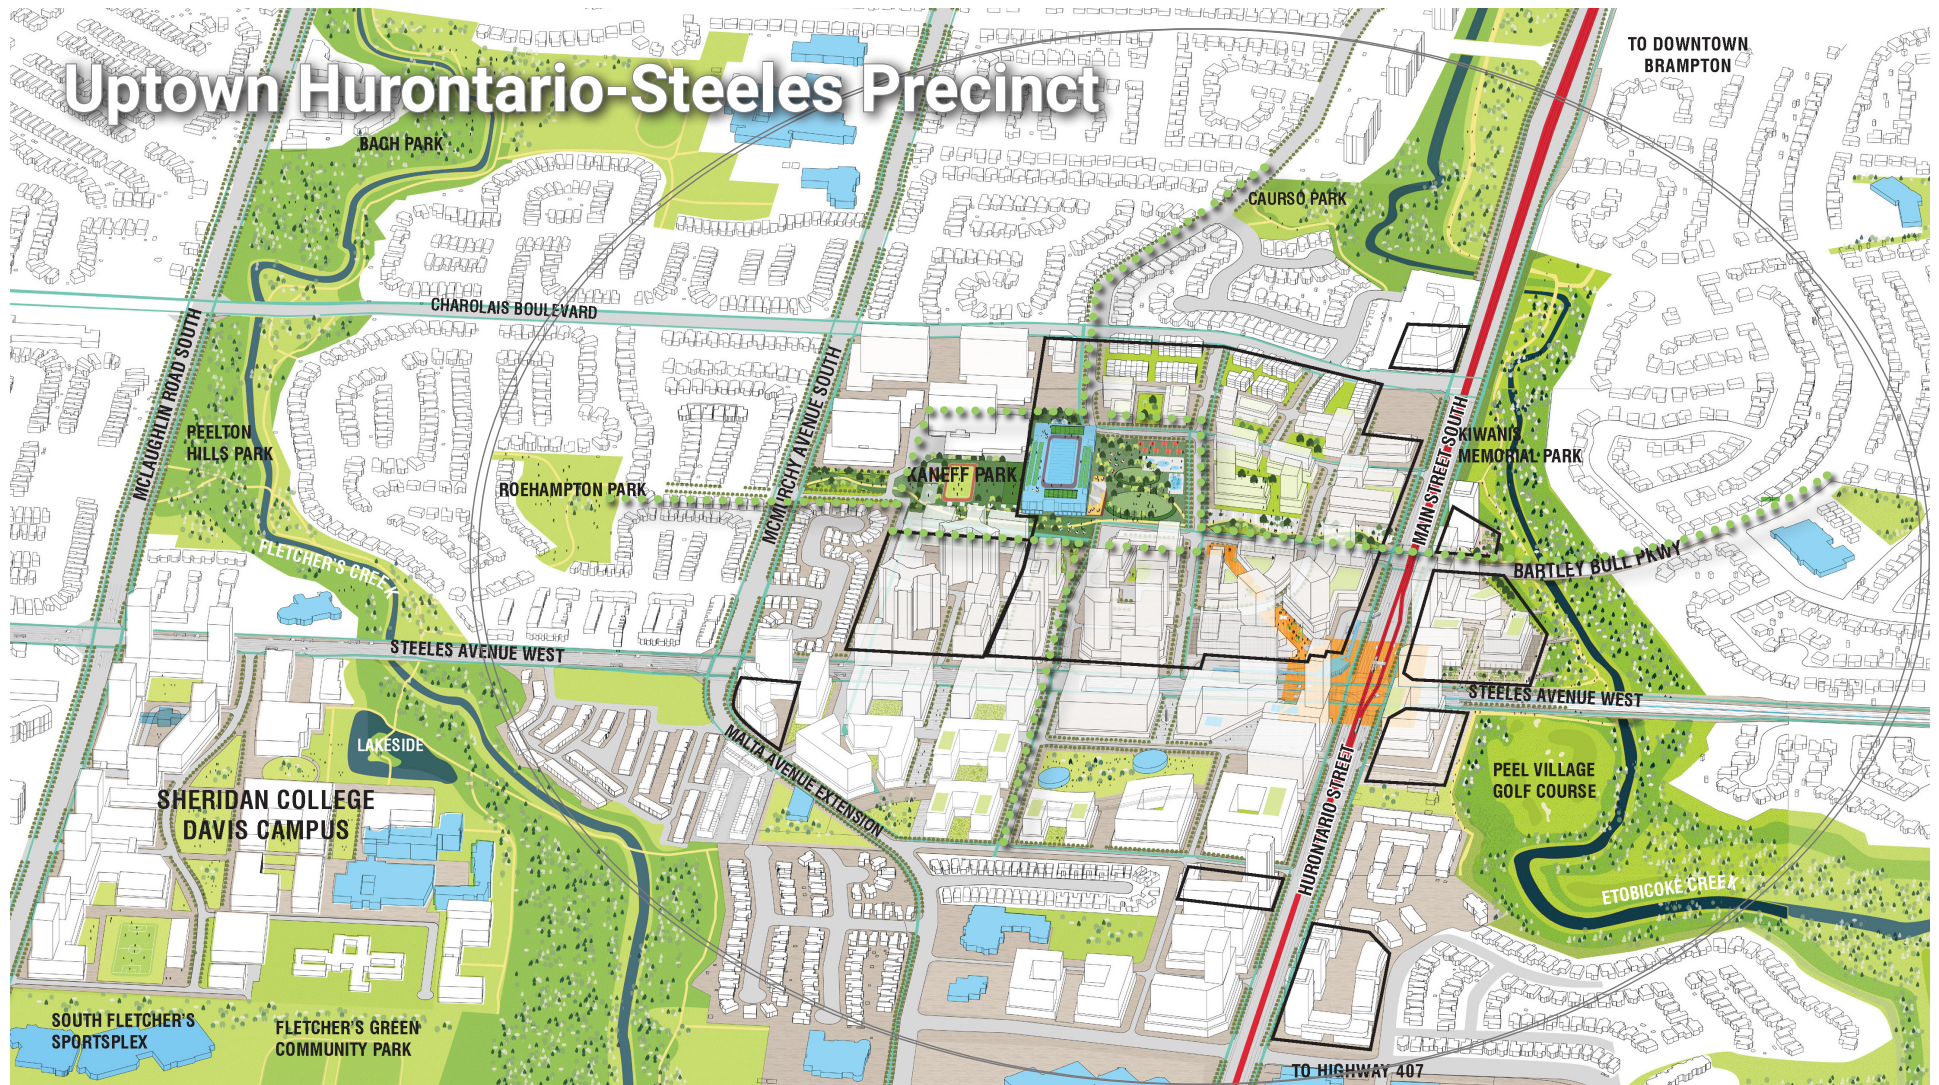 TO DOWNTOWN
BRAMPTON
Uptown Hurontario-Steeles Precinct
BACH PARK
CAURSO PARK
CHAROLAIS BOULEVARD
MCLAUGHLIN ROAD SOUTH
MCMURCHY AVENUE SOUTH
MAIN STREET SOUTH
PEELTON
HILLS PARK
KIWANIS
MEMORIAL PARK
KANEFF PARK
ROEHAMPTON PARK
FLETCHER'S CREEK
BARTLEY BULL PKWY
STEELES AVENUE WEST
STEELES AVENUE WEST
LAKESIDE
MALTA AVENUE EXTENSION
HURONTARIO STREET
PEEL VILLAGE
GOLF COURSE
SHERIDAN COLLEGE
DAVIS CAMPUS
ETOBICOKE CREEK
SOUTH FLETCHER'S
SPORTSPLEX
FLETCHER'S GREEN
COMMUNITY PARK
TO HIGHWAY 407